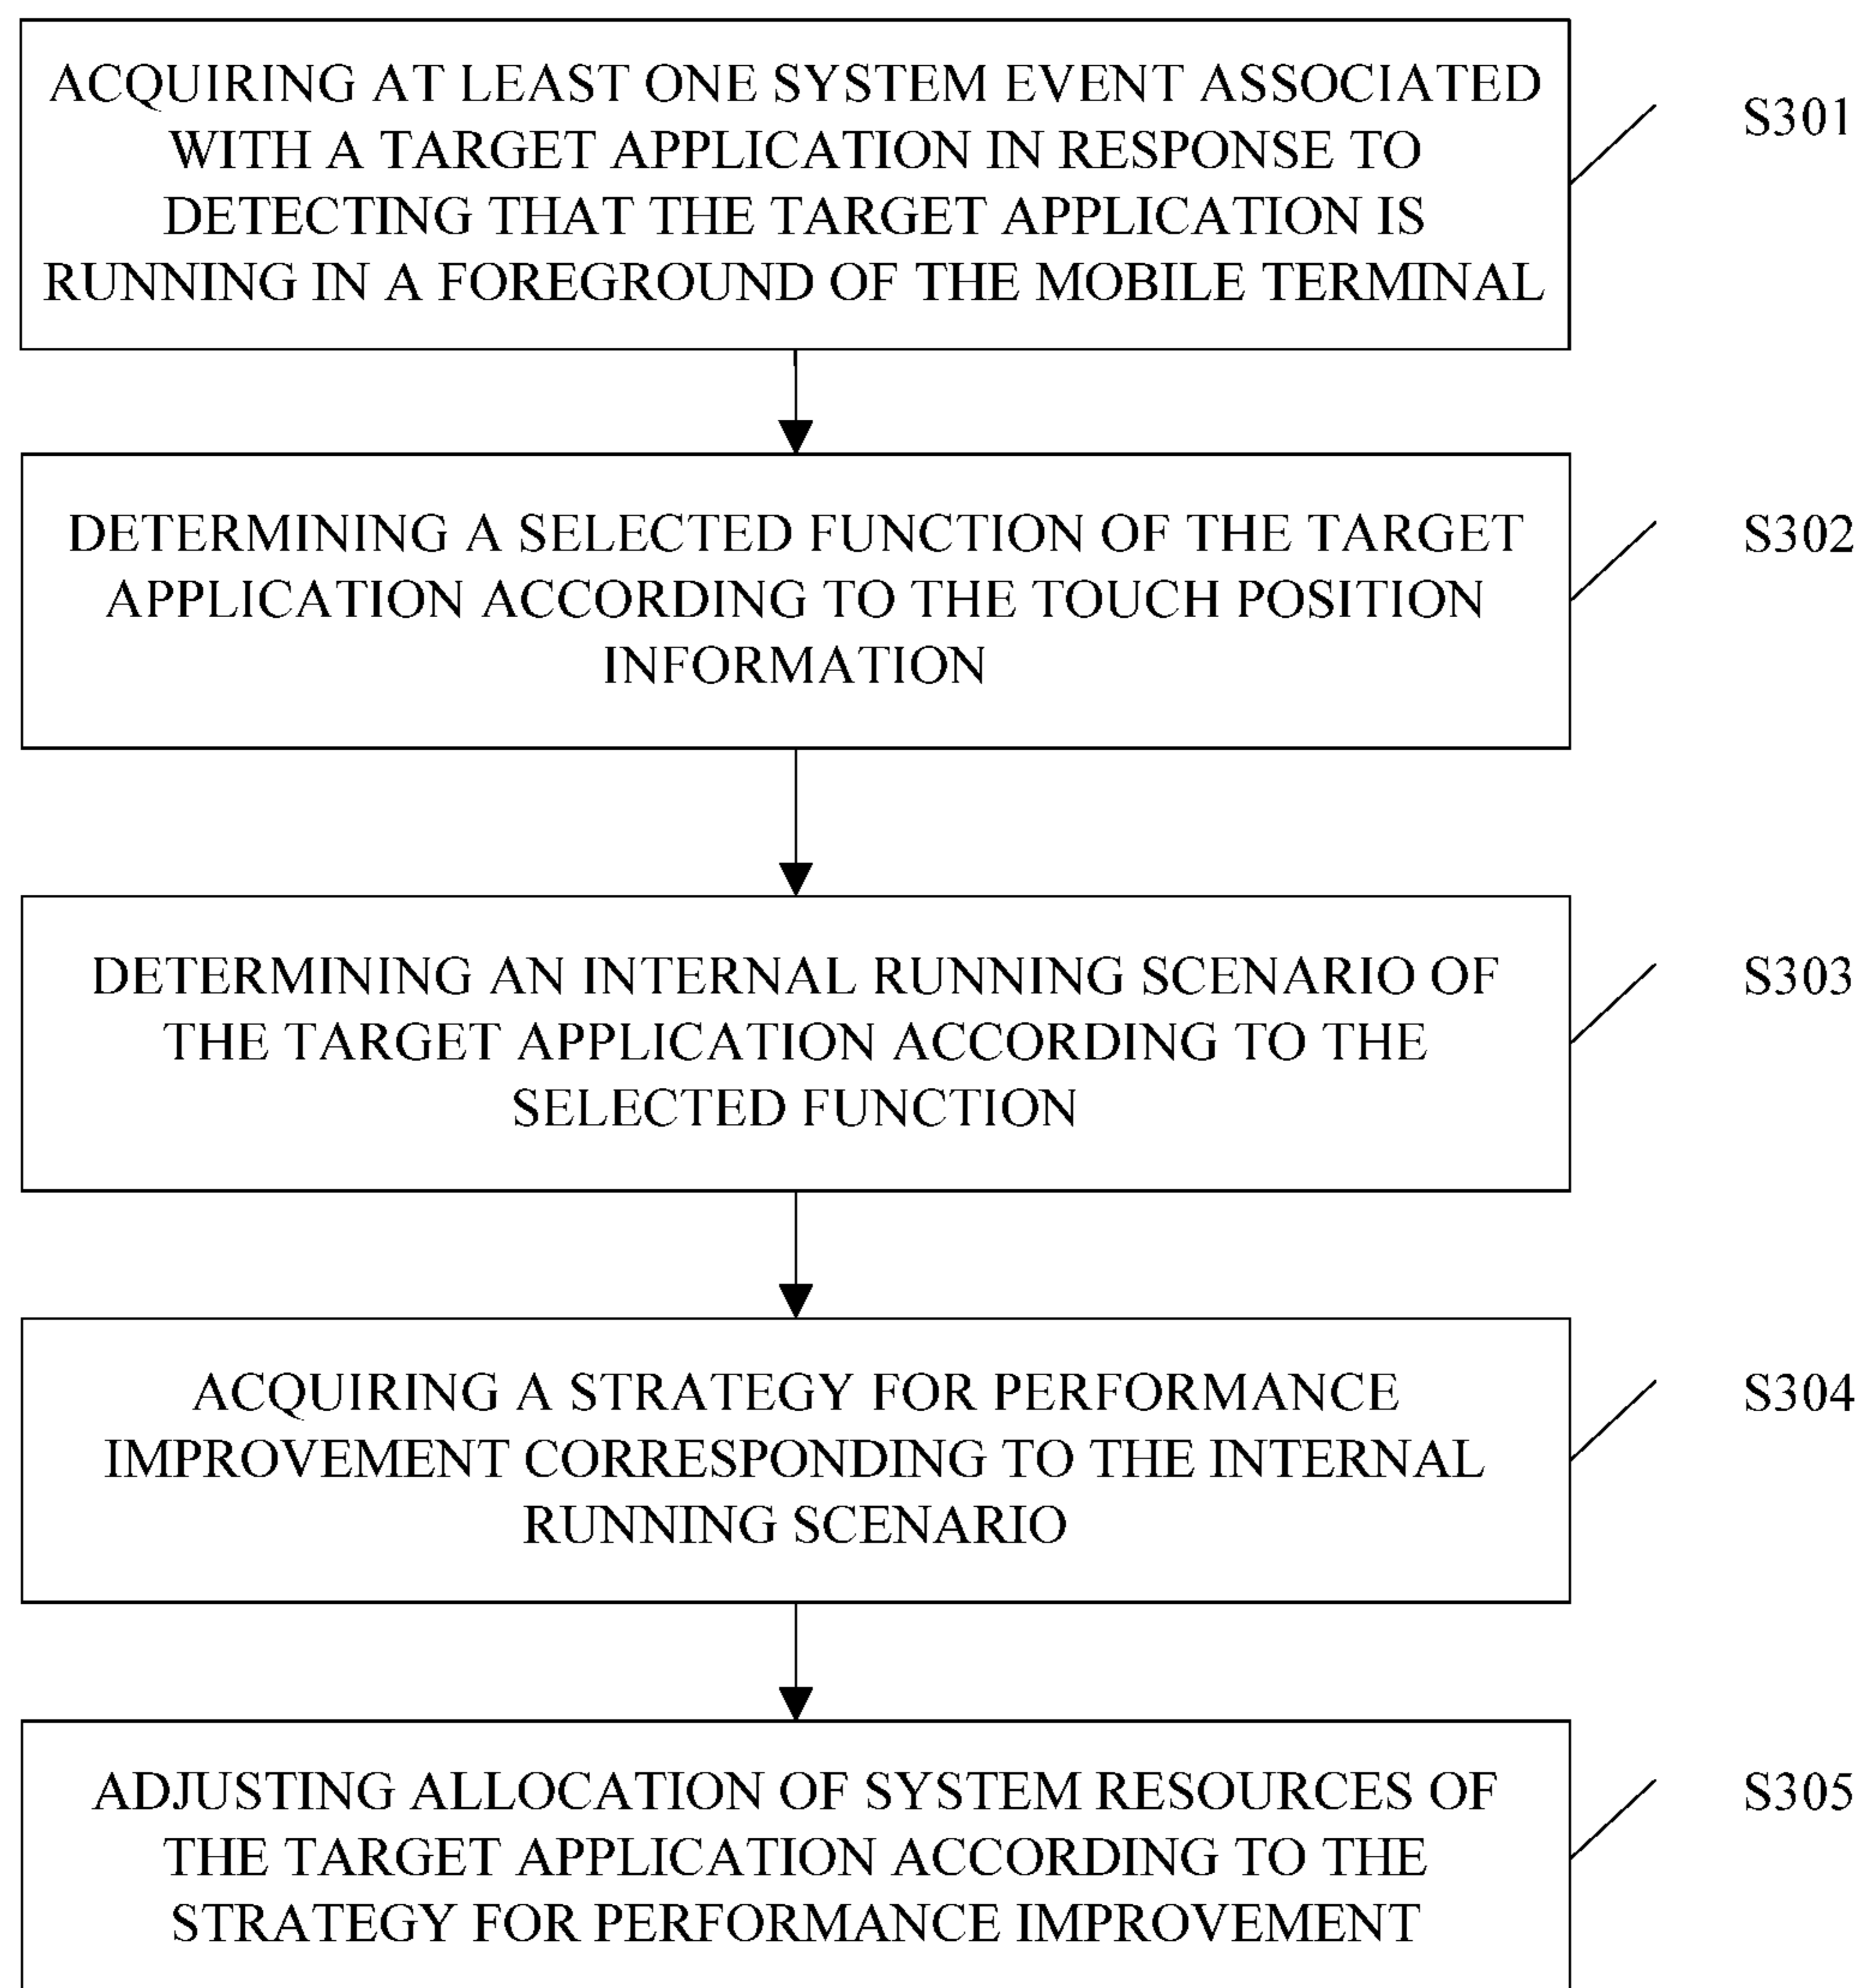 ACQUIRING AT LEAST ONE SYSTEM EVENT ASSOCIATED
WITH A TARGET APPLICATION IN RESPONSE TO
DETECTING THAT THE TARGET APPLICATION IS
RUNNING IN A FOREGROUND OF THE MOBILE TERMINAL
S301
DETERMINING A SELECTED FUNCTION OF THE TARGET
APPLICATION ACCORDING TO THE TOUCH POSITION
INFORMATION
S302
DETERMINING AN INTERNAL RUNNING SCENARIO OF
THE TARGET APPLICATION ACCORDING TO THE
SELECTED FUNCTION
S303
ACQUIRING A STRATEGY FOR PERFORMANCE
IMPROVEMENT CORRESPONDING TO THE INTERNAL
RUNNING SCENARIO
S304
ADJUSTING ALLOCATION OF SYSTEM RESOURCES OF
THE TARGET APPLICATION ACCORDING TO THE
STRATEGY FOR PERFORMANCE IMPROVEMENT
S305